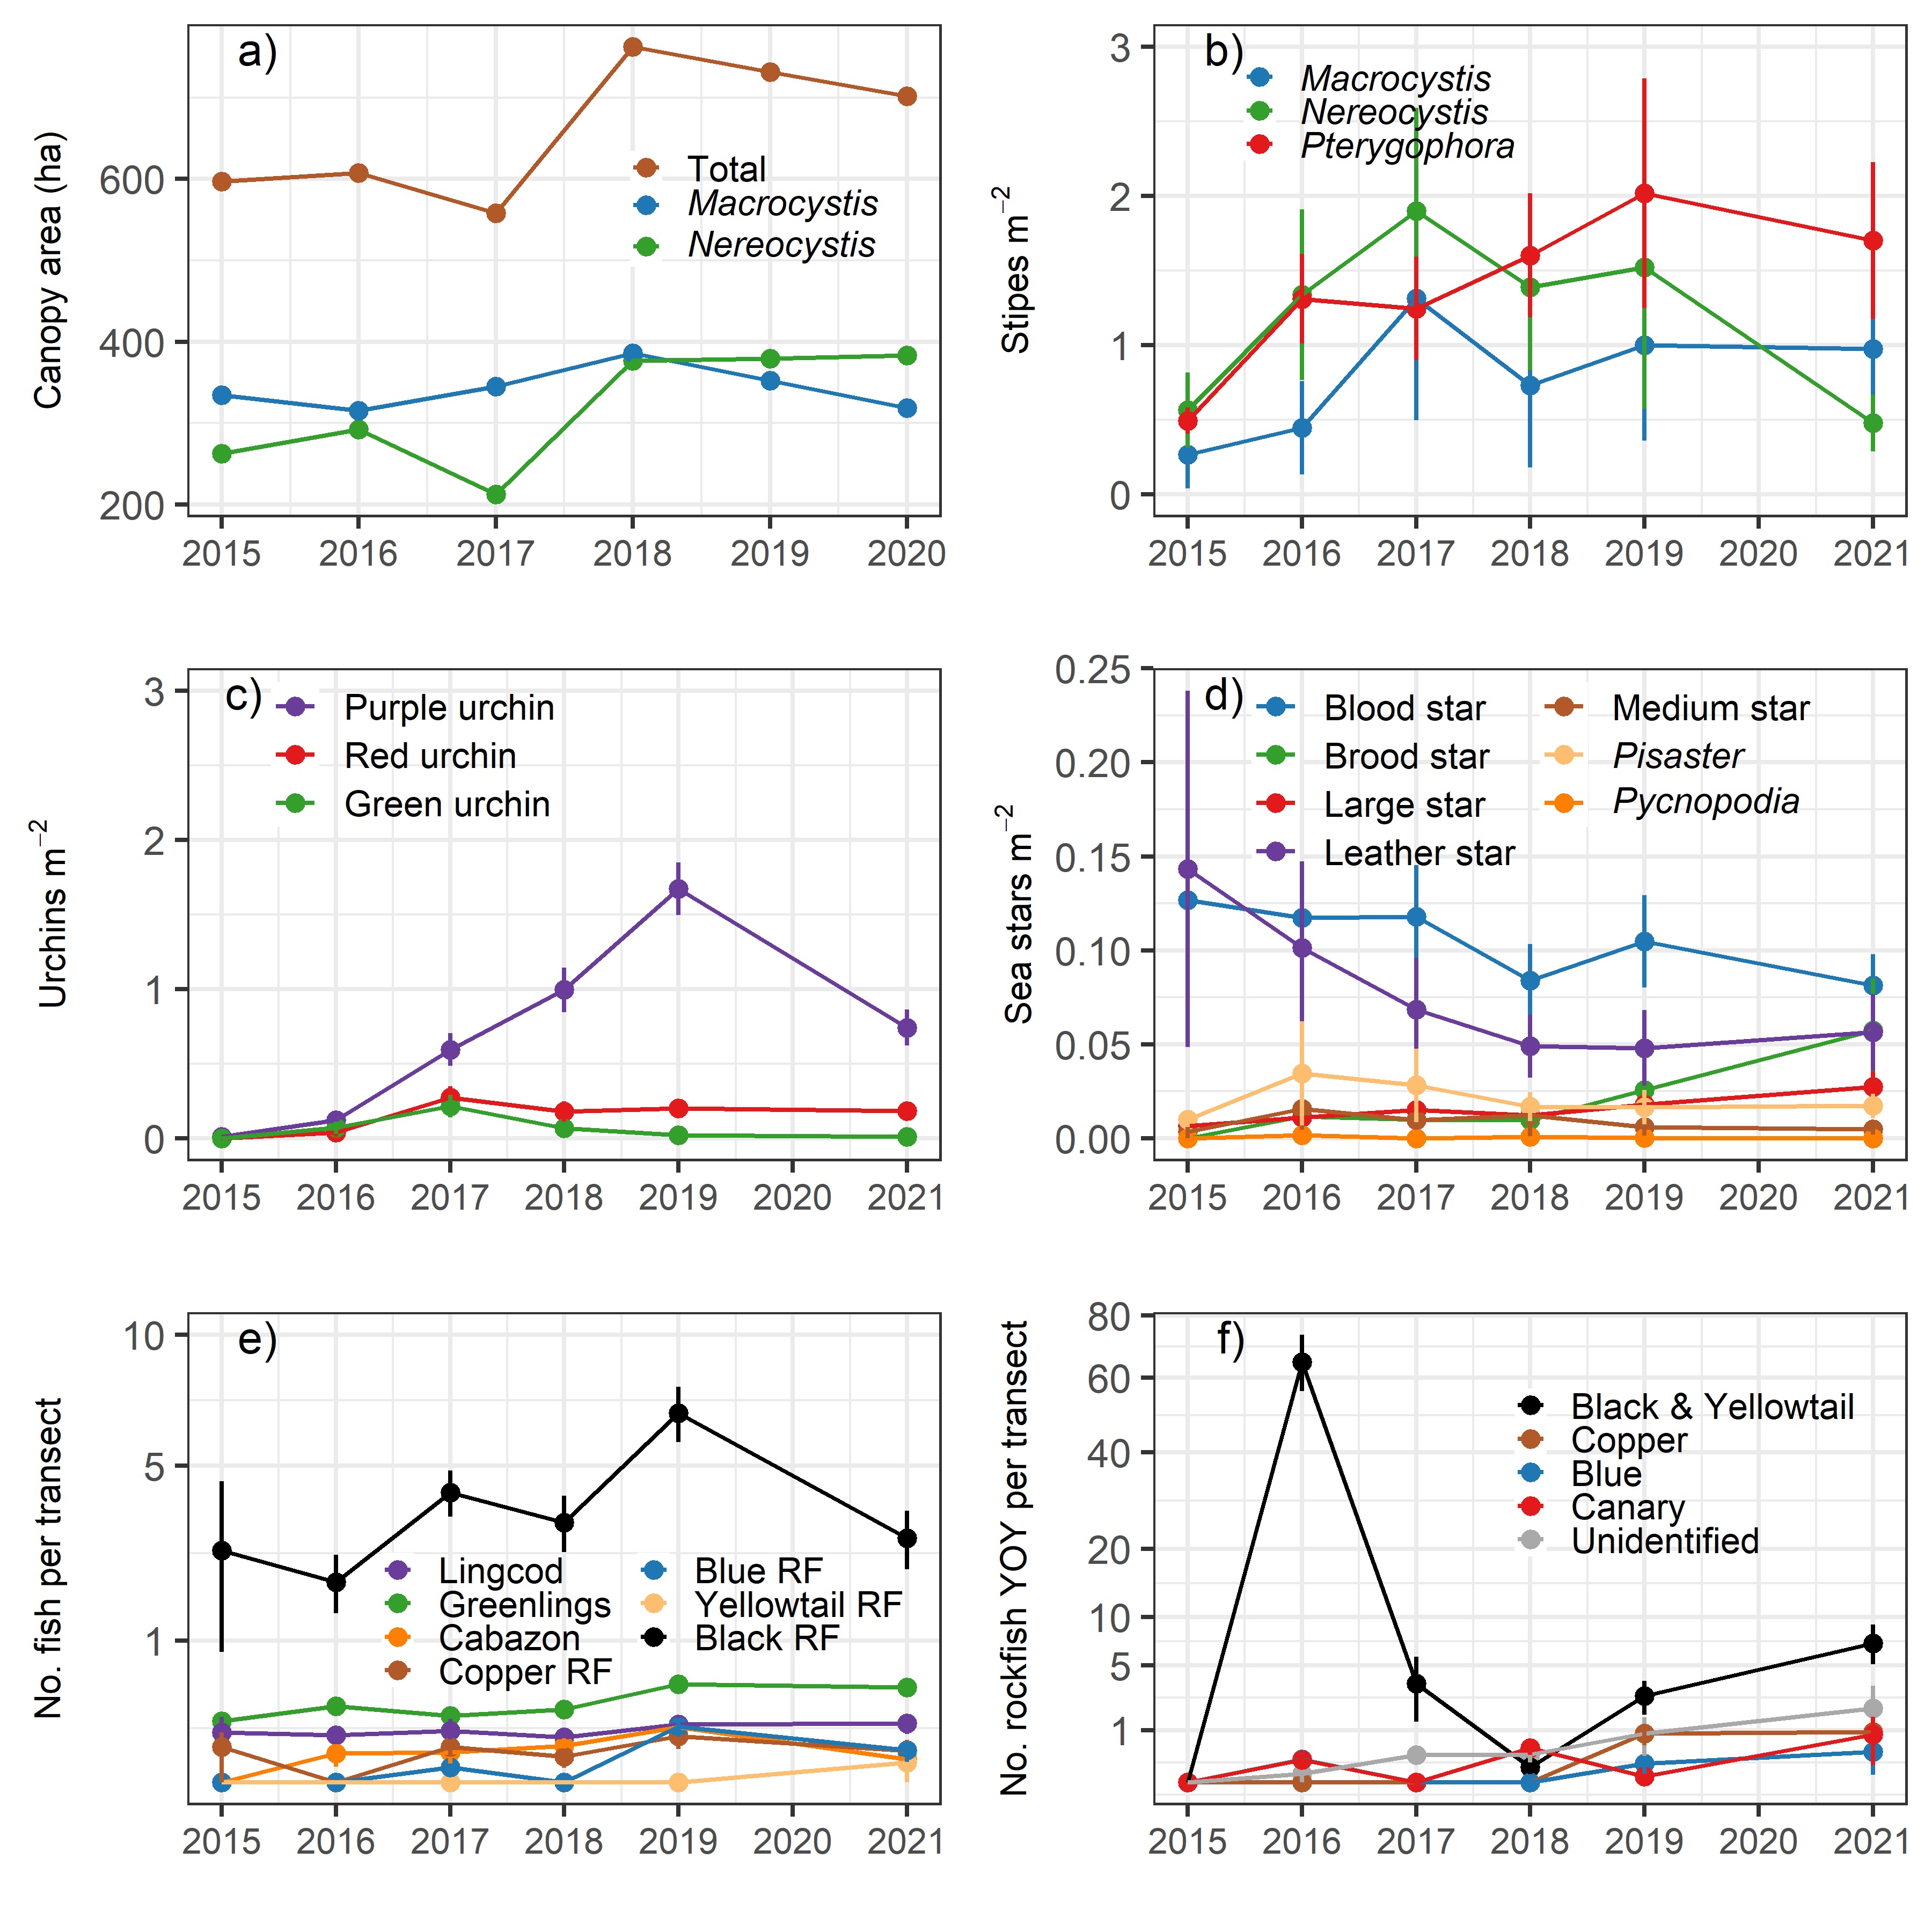 a)
Canopy area (ha)
600
400
200
Total
Macrocystis
Nereocystis
2015 2016 2017 2018 2019 2020
b)
Stipes m⁻²
3
2
1
0
Macrocystis
Nereocystis
Pterygophora
2015 2016 2017 2018 2019 2020 2021
c)
Urchins m⁻²
3
2
1
0
Purple urchin
Red urchin
Green urchin
2015 2016 2017 2018 2019 2020 2021
d)
Sea stars m⁻²
0.25
0.20
0.15
0.10
0.05
0.00
Blood star
Brood star
Large star
Leather star
Medium star
Pisaster
Pycnopodia
2015 2016 2017 2018 2019 2020 2021
e)
No. fish per transect
10
5
1
Lingcod
Greenlings
Cabazon
Copper RF
Blue RF
Yellowtail RF
Black RF
2015 2016 2017 2018 2019 2020 2021
f)
No. rockfish YOY per transect
80
60
40
20
10
5
1
Black & Yellowtail
Copper
Blue
Canary
Unidentified
2015 2016 2017 2018 2019 2020 2021